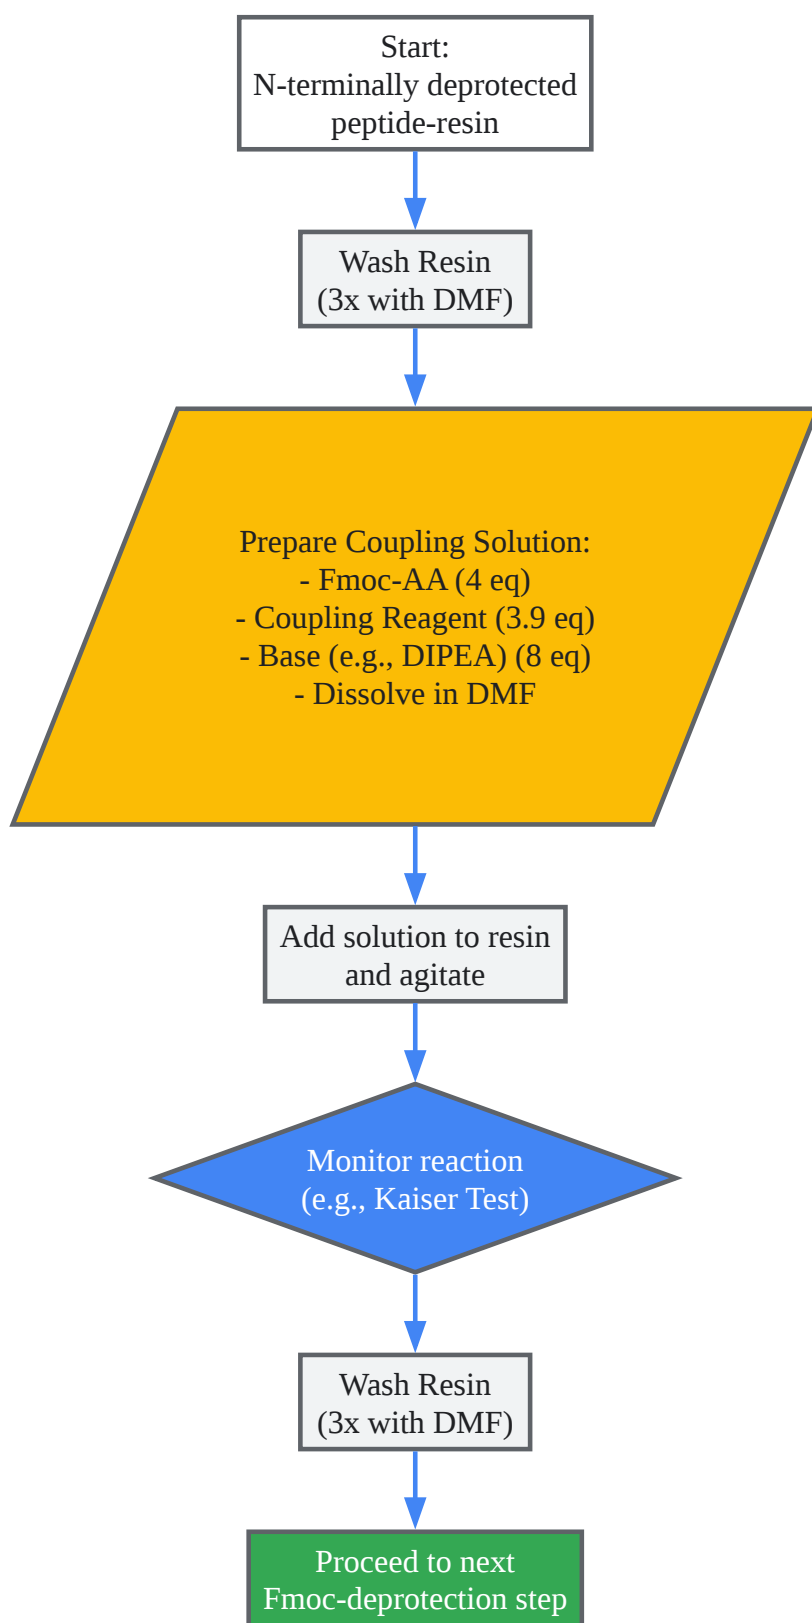 Start:
N-terminally deprotected
peptide-resin
Wash Resin
(3x with DMF)
Prepare Coupling Solution:
- Fmoc-AA (4 eq)
- Coupling Reagent (3.9 eq)
- Base (e.g., DIPEA) (8 eq)
- Dissolve in DMF
Add solution to resin
and agitate
Monitor reaction
(e.g., Kaiser Test)
Wash Resin
(3x with DMF)
Proceed to next
Fmoc-deprotection step